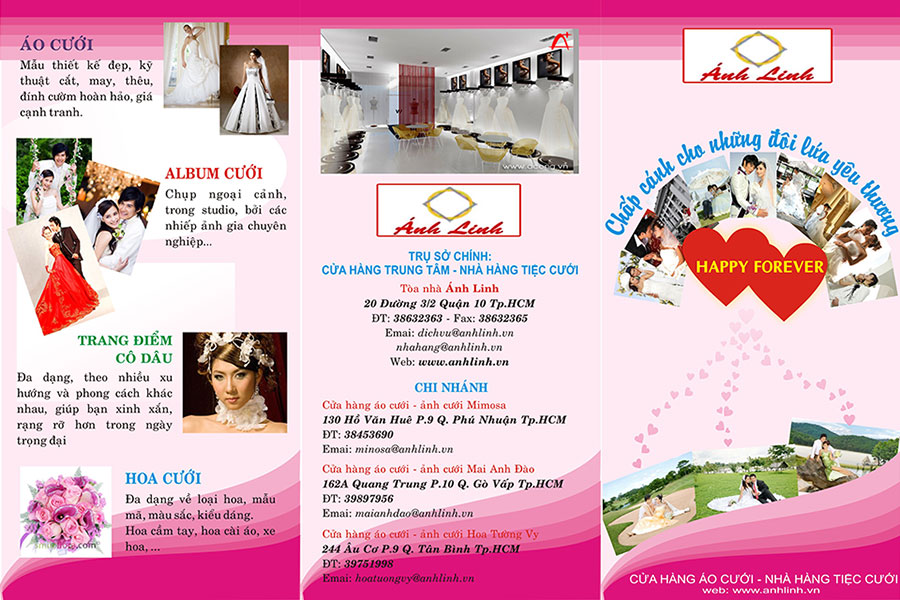 ÁO CƯỚI
Mẫu thiết kế đẹp, kỹ
thuật cắt, may, thêu,
đính cườm hoàn hảo, giá
cạnh tranh.
ALBUM CƯỚI
Chụp ngoại cảnh,
trong studio, bởi các
nhiếp ảnh gia chuyên
nghiệp...
TRANG ĐIỂM
CÔ DÂU
Đa dạng, theo nhiều xu
hướng và phong cách khác
nhau, giúp bạn xinh xắn,
rạng rỡ hơn trong ngày
trọng đại
HOA CƯỚI
Đa dạng về loại hoa, mẫu
mã, màu sắc, kiểu dáng.
Hoa cầm tay, hoa cài áo, xe
hoa, ...
Ánh Linh
TRỤ SỞ CHÍNH:
CỬA HÀNG TRUNG TÂM - NHÀ HÀNG TIỆC CƯỚI
Tòa nhà Ánh Linh
20 Đường 3/2 Quận 10 Tp.HCM
ĐT: 38632363 - Fax: 38632365
Emai: dichvu@anhlinh.vn
nhahang@anhlinh.vn
Web: www.anhlinh.vn
CHI NHÁNH
Cửa hàng áo cưới - ảnh cưới Mimosa
130 Hồ Văn Huê P.9 Q. Phú Nhuận Tp.HCM
ĐT: 38453690
Emai: minosa@anhlinh.vn
Cửa hàng áo cưới - ảnh cưới Mai Anh Đào
162A Quang Trung P.10 Q. Gò Vấp Tp.HCM
ĐT: 39897956
Emai: maianhdao@anhlinh.vn
Cửa hàng áo cưới - ảnh cưới Hoa Tường Vy
244 Âu Cơ P.9 Q. Tân Bình Tp.HCM
ĐT: 39751998
Emai: hoatuongvy@anhlinh.vn
Ánh Linh
Chắp cánh cho những đôi lứa yêu thương
HAPPY FOREVER
CỬA HÀNG ÁO CƯỚI - NHÀ HÀNG TIỆC CƯỚI
web: www.anhlinh.vn